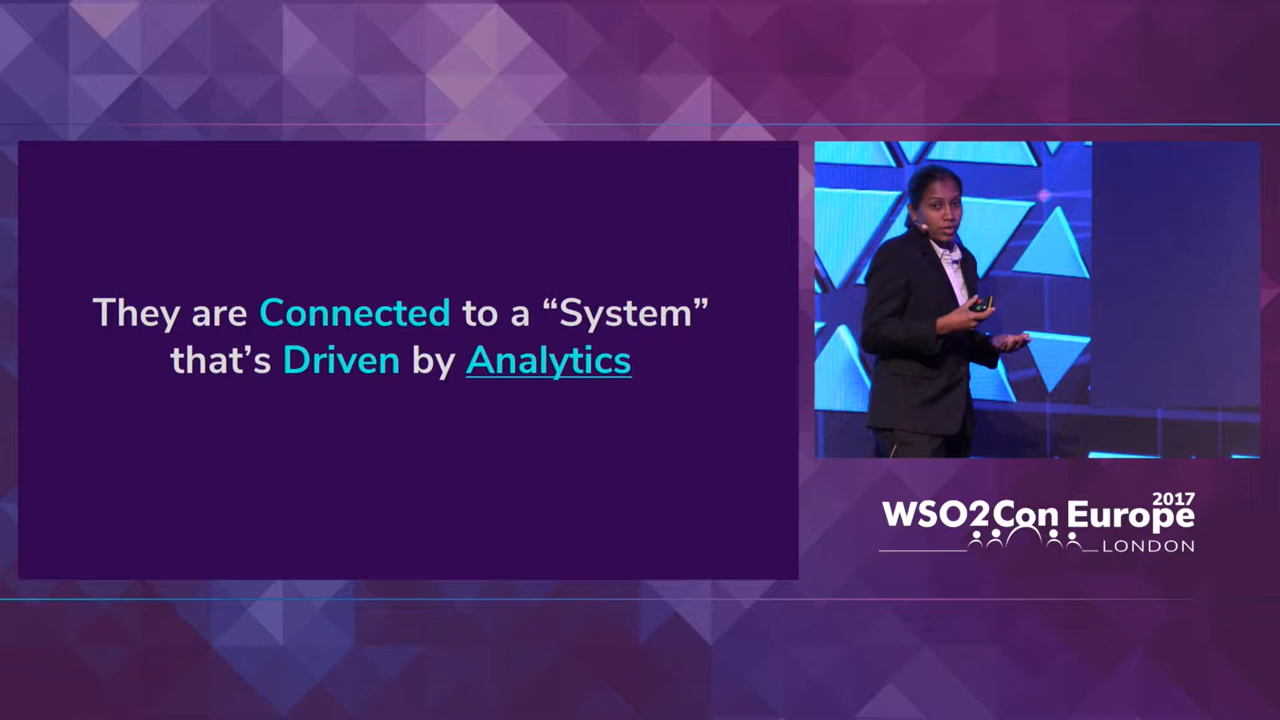 They are Connected to a “System”
that’s Driven by Analytics
2017
WSO2Con Europe
LONDON